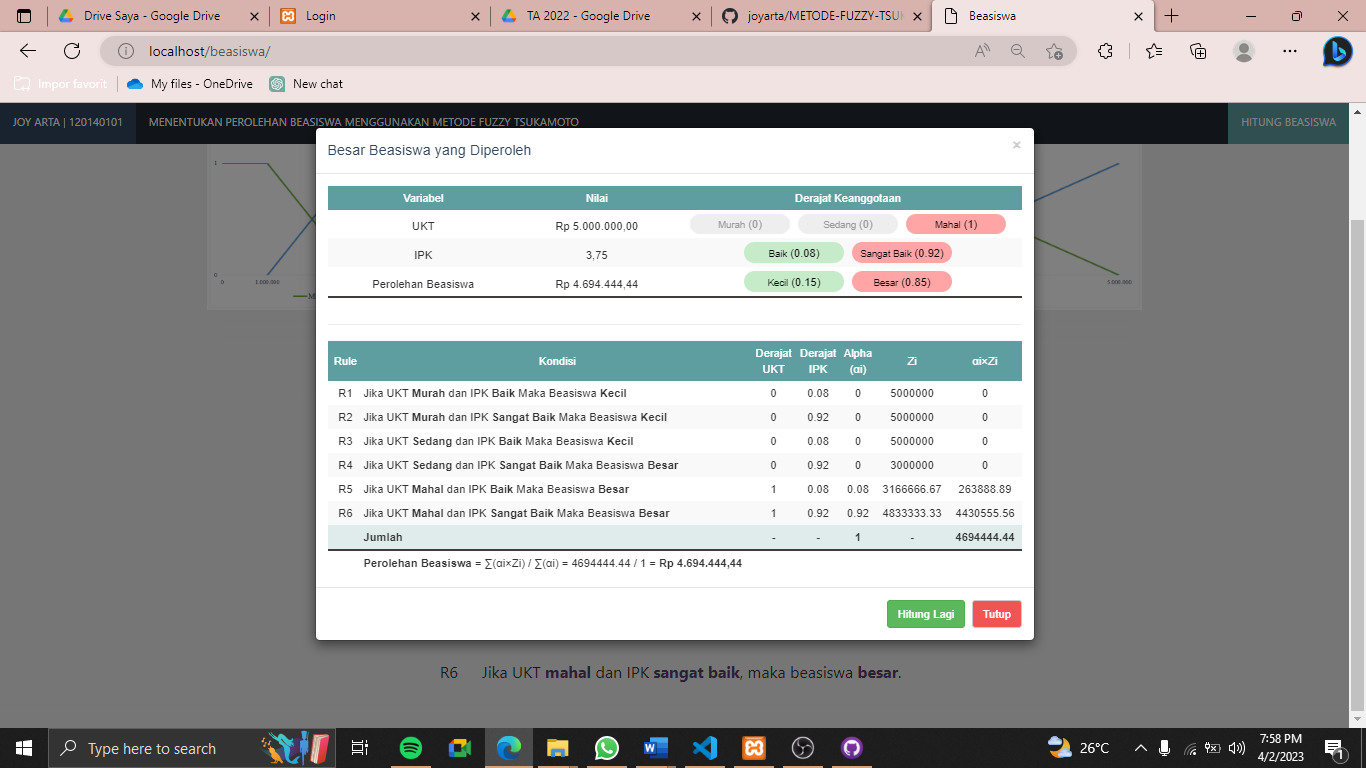 Drive Saya - Google Drive
Login
TA 2022 - Google Drive
joyarta/METODE-FUZZY-TSUK
Beasiswa
localhost/beasiswa/
Impor favorit
My files - OneDrive
New chat
JOY ARTA | 120140101
MENENTUKAN PEROLEHAN BEASISWA MENGGUNAKAN METODE FUZZY TSUKAMOTO
HITUNG BEASISWA
Besar Beasiswa yang Diperoleh
×
Variabel Nilai Derajat Keanggotaan
UKT Rp 5.000.000,00 Murah (0) Sedang (0) Mahal (1)
IPK 3,75 Baik (0.08) Sangat Baik (0.92)
Perolehan Beasiswa Rp 4.694.444,44 Kecil (0.15) Besar (0.85)
1
0
0 1.000.000
Rule Kondisi Derajat UKT Derajat IPK Alpha (αi) Zi αi×Zi
R1 Jika UKT Murah dan IPK Baik Maka Beasiswa Kecil 0 0.08 0 5000000 0
R2 Jika UKT Murah dan IPK Sangat Baik Maka Beasiswa Kecil 0 0.92 0 5000000 0
R3 Jika UKT Sedang dan IPK Baik Maka Beasiswa Kecil 0 0.08 0 5000000 0
R4 Jika UKT Sedang dan IPK Sangat Baik Maka Beasiswa Besar 0 0.92 0 3000000 0
R5 Jika UKT Mahal dan IPK Baik Maka Beasiswa Besar 1 0.08 0.08 3166666.67 263888.89
R6 Jika UKT Mahal dan IPK Sangat Baik Maka Beasiswa Besar 1 0.92 0.92 4833333.33 4430555.56
Jumlah - - 1 - 4694444.44
Perolehan Beasiswa = ∑(αi×Zi) / ∑(αi) = 4694444.44 / 1 = Rp 4.694.444,44
Hitung Lagi
Tutup
R6 Jika UKT mahal dan IPK sangat baik, maka beasiswa besar.
Type here to search
26°C
7:58 PM
4/2/2023
1